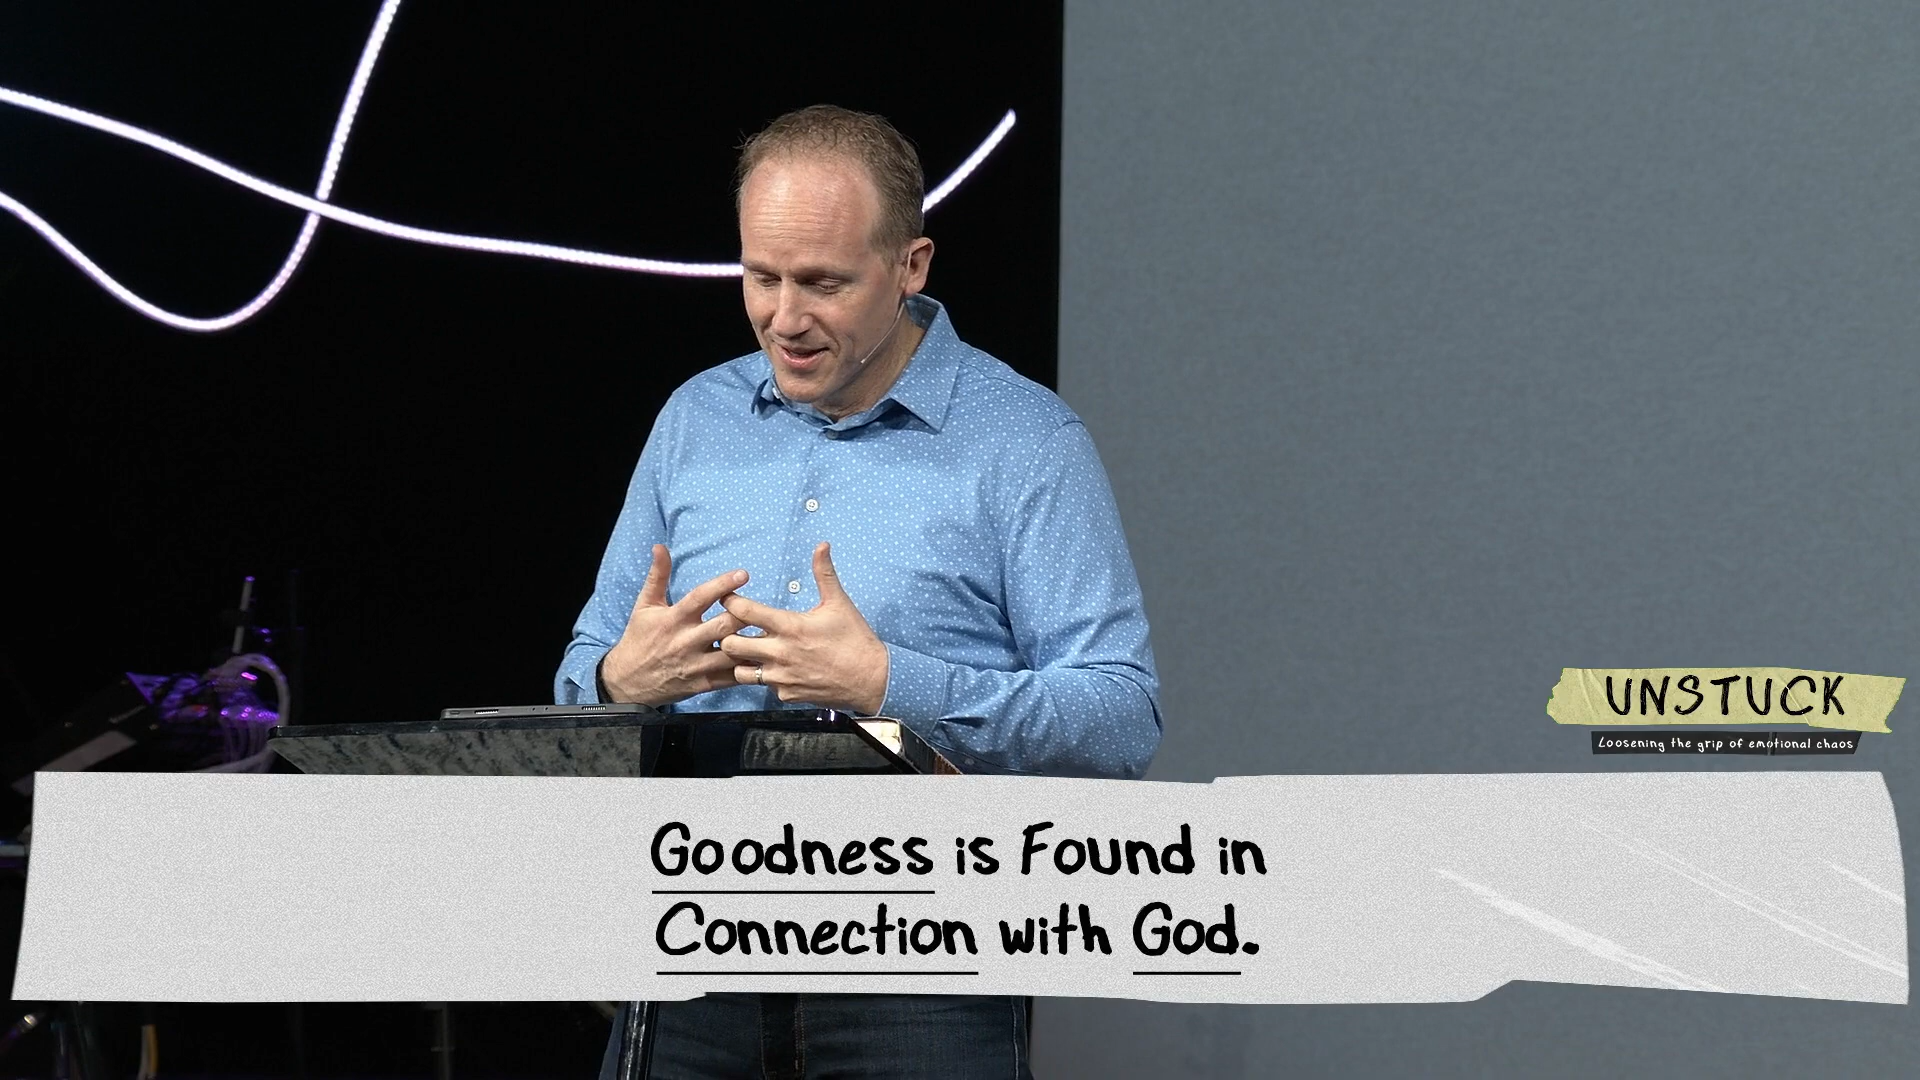 UNSTUCK
Loosening the grip of emotional chaos
Goodness is Found in
Connection with God.